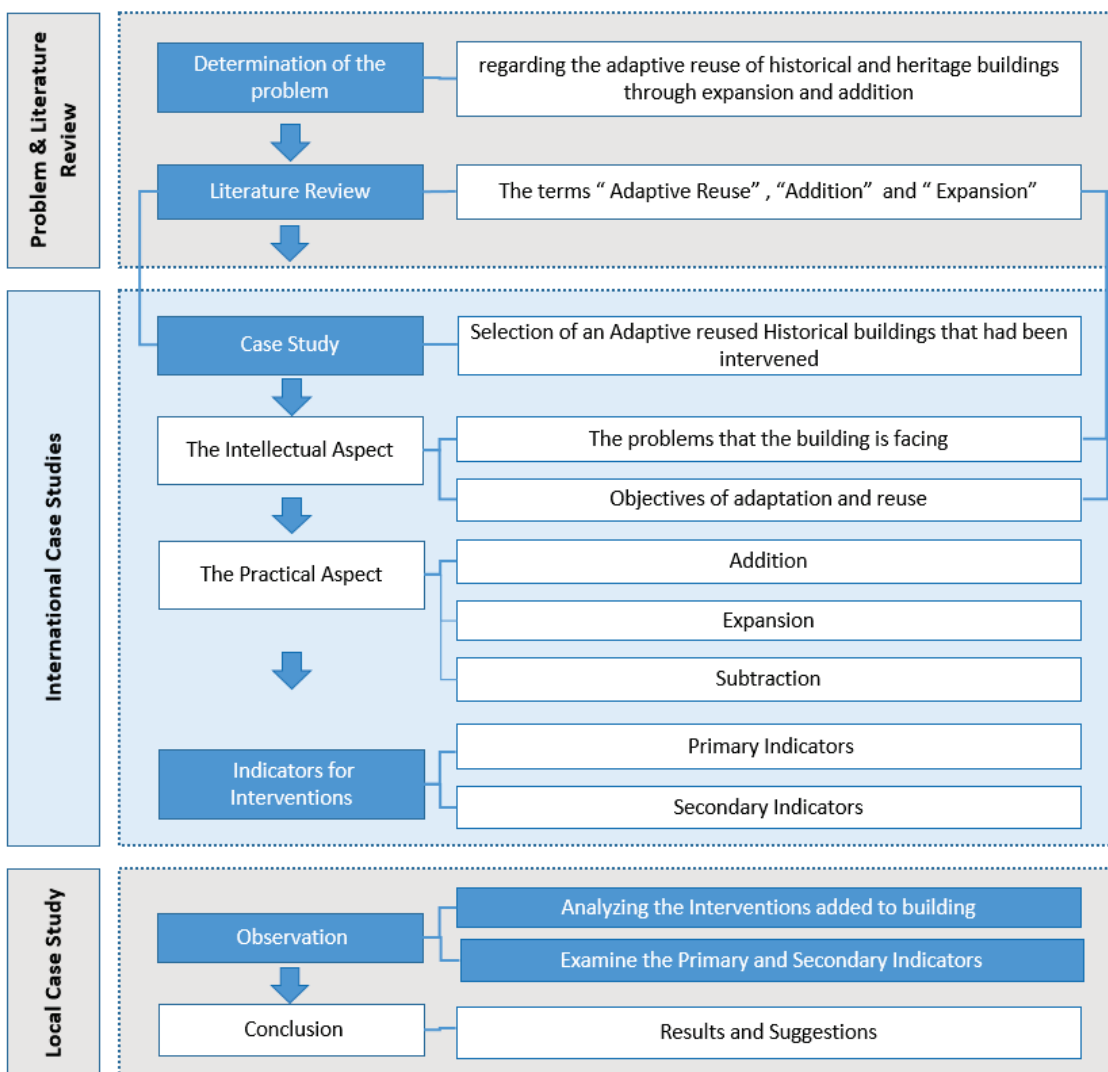 Problem & Literature
Review
Determination of the
problem
regarding the adaptive reuse of historical and heritage buildings
through expansion and addition
Literature Review
The terms “ Adaptive Reuse” , “Addition” and “ Expansion”
International Case Studies
Case Study
Selection of an Adaptive reused Historical buildings that had been
intervened
The Intellectual Aspect
The problems that the building is facing
Objectives of adaptation and reuse
The Practical Aspect
Addition
Expansion
Subtraction
Indicators for
Interventions
Primary Indicators
Secondary Indicators
Local Case Study
Observation
Analyzing the Interventions added to building
Examine the Primary and Secondary Indicators
Conclusion
Results and Suggestions